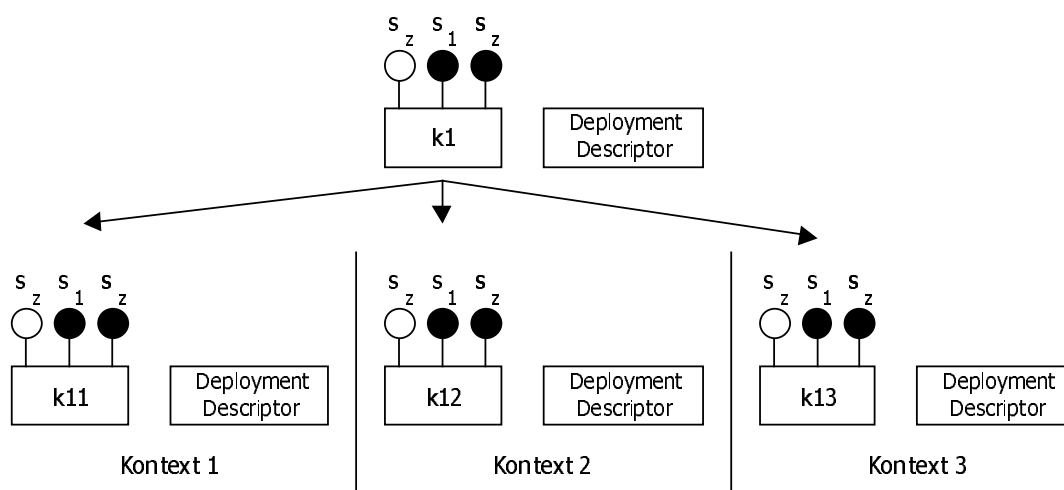 s z s 1 s z
k1
Deployment
Descriptor
s z s 1 s z
k11
Deployment
Descriptor
Kontext 1
s z s 1 s z
k12
Deployment
Descriptor
Kontext 2
s z s 1 s z
k13
Deployment
Descriptor
Kontext 3